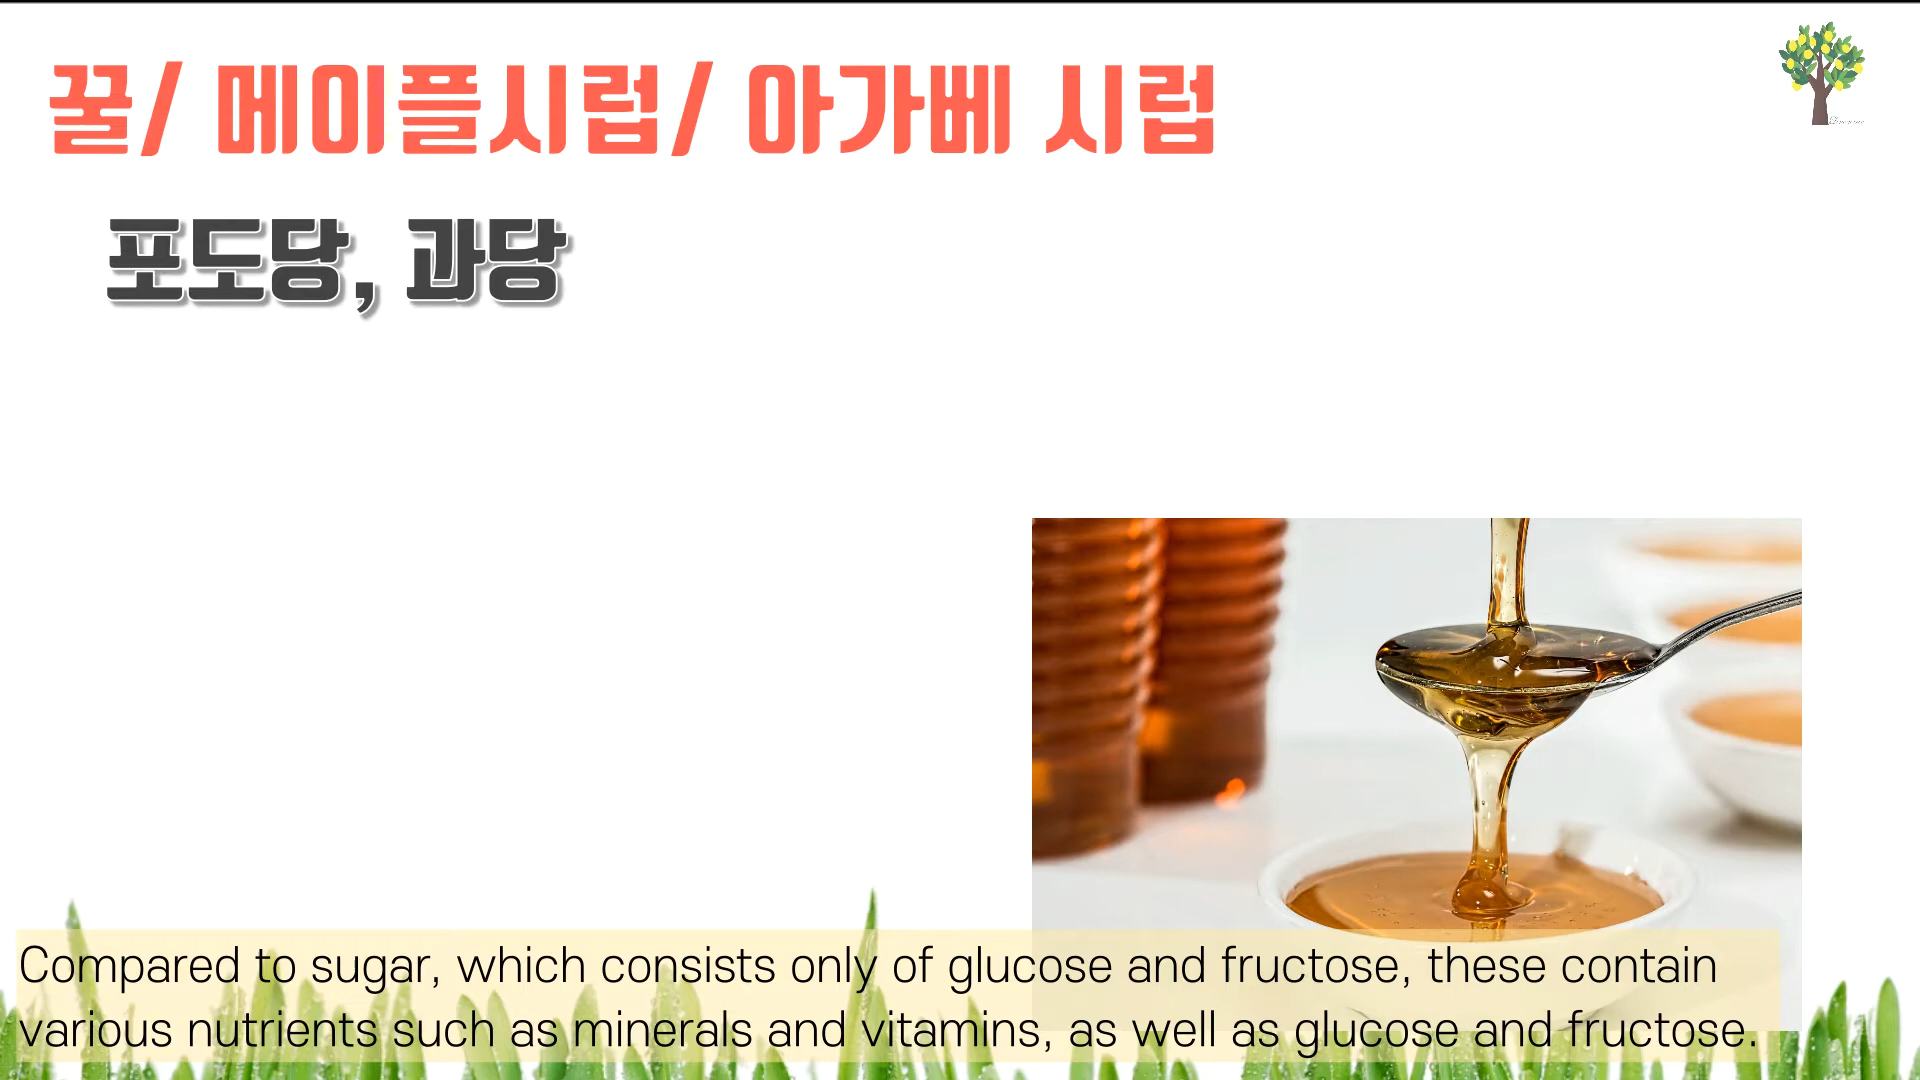 꿀/ 메이플시럽/ 아가베 시럽
포도당, 과당
Compared to sugar, which consists only of glucose and fructose, these contain
various nutrients such as minerals and vitamins, as well as glucose and fructose.